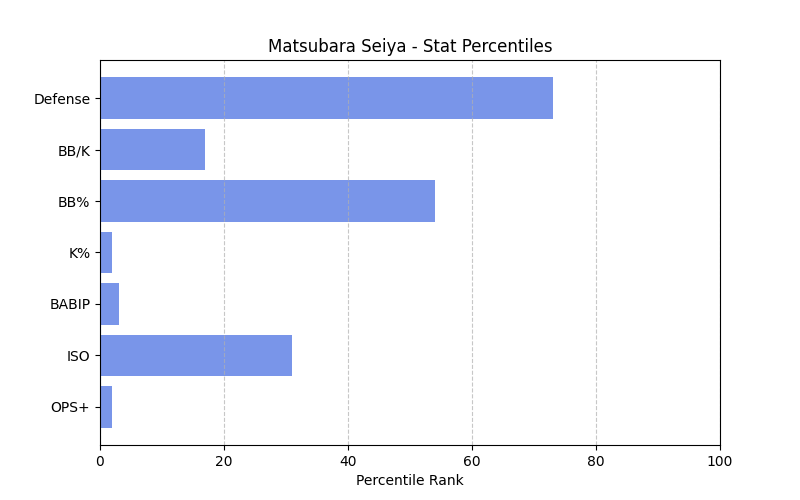 Matsubara Seiya - Stat Percentiles
Defense
BB/K
BB%
K%
BABIP
ISO
OPS+
0 20 40 60 80 100
Percentile Rank